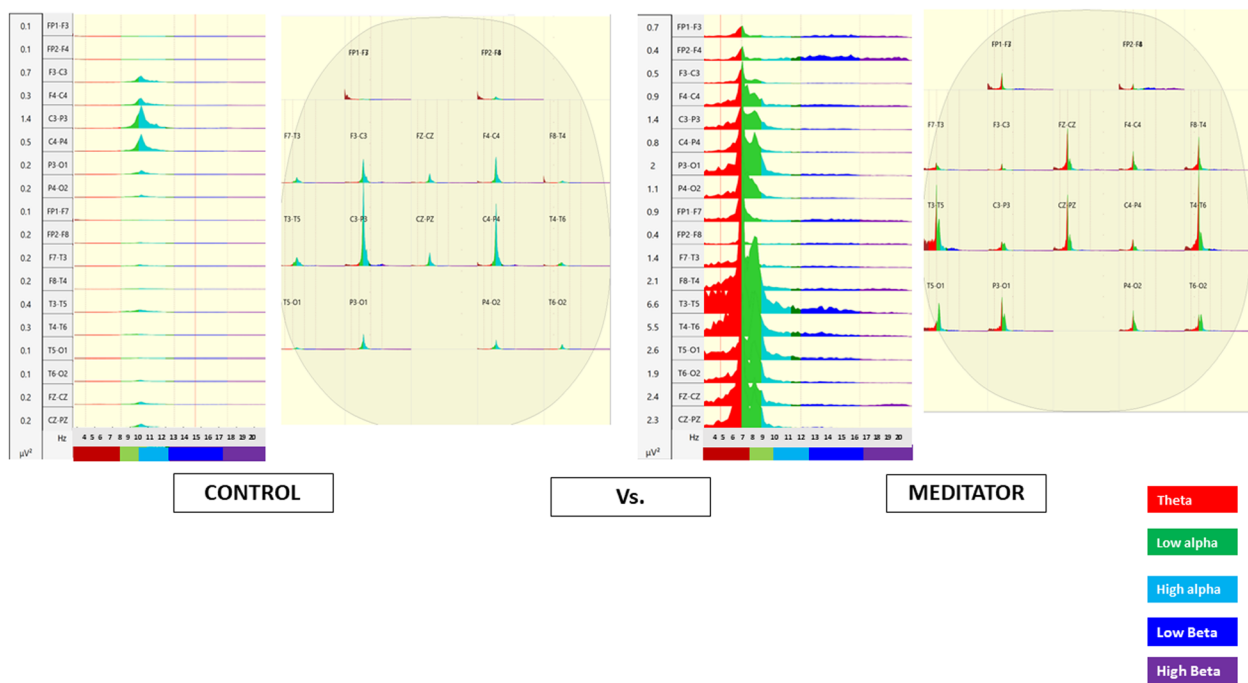 0.1 FP1-F3
0.1 FP2-F4
0.7 F3-C3
0.3 F4-C4
1.4 C3-P3
0.5 C4-P4
0.2 P3-O1
0.2 P4-O2
0.1 FP1-F7
0.2 FP2-F8
0.2 F7-T3
0.2 F8-T4
0.4 T3-T5
0.3 T4-T6
0.1 T5-O1
0.1 T6-O2
0.2 FZ-CZ
0.2 CZ-PZ
Hz 4 5 6 7 8 9 10 11 12 13 14 15 16 17 18 19 20
µV²
F7-T3 F3-C3 FZ-CZ F4-C4 F8-T4
T3-T5 C3-P3 CZ-PZ C4-P4 T4-T6
T5-O1 P3-O1 P4-O2 T6-O2
0.7 FP1-F3
0.4 FP2-F4
0.5 F3-C3
0.9 F4-C4
1.4 C3-P3
0.8 C4-P4
2 P3-O1
1.1 P4-O2
0.9 FP1-F7
0.4 FP2-F8
1.4 F7-T3
2.1 F8-T4
6.6 T3-T5
5.5 T4-T6
2.6 T5-O1
1.9 T6-O2
2.4 FZ-CZ
2.3 CZ-PZ
Hz 4 5 6 7 8 9 10 11 12 13 14 15 16 17 18 19 20
µV²
F7-T3 F3-C3 FZ-CZ F4-C4 F8-T4
T3-T5 C3-P3 CZ-PZ C4-P4 T4-T6
T5-O1 P3-O1 P4-O2 T6-O2
CONTROL
Vs.
MEDITATOR
Theta
Low alpha
High alpha
Low Beta
High Beta